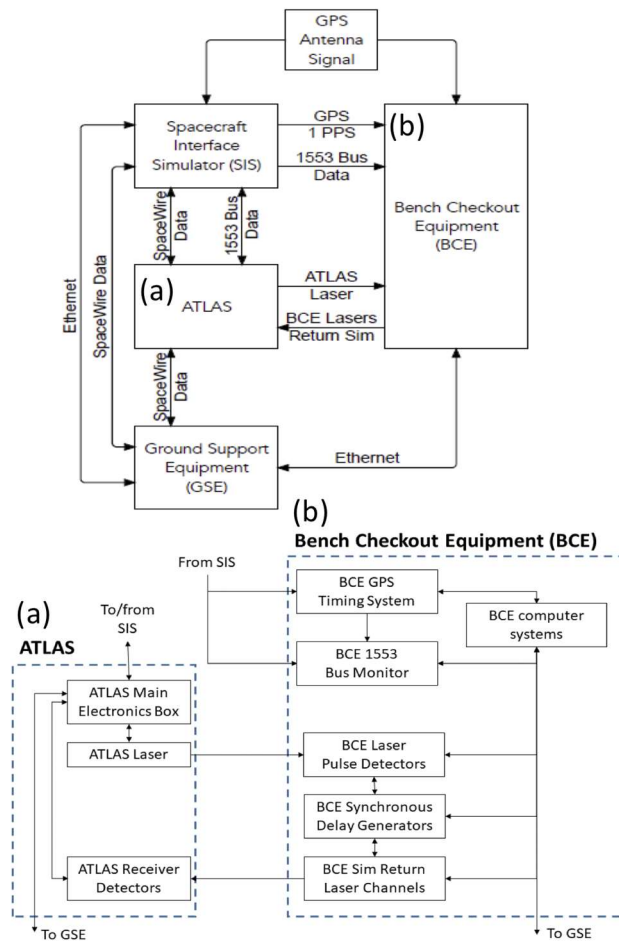 GPS
Antenna
Signal
Spacecraft
Interface
Simulator (SIS)
GPS
1 PPS
1553 Bus
Data
(b)
Bench Checkout
Equipment
(BCE)
Ethernet
SpaceWire Data
SpaceWire
Data
1553 Bus
Data
(a)
ATLAS
ATLAS
Laser
BCE Lasers
Return Sim
SpaceWire
Data
Ground Support
Equipment
(GSE)
Ethernet
(b)
Bench Checkout Equipment (BCE)
From SIS
BCE GPS
Timing System
BCE computer
systems
BCE 1553
Bus Monitor
BCE Laser
Pulse Detectors
BCE Synchronous
Delay Generators
BCE Sim Return
Laser Channels
To GSE
(a)
ATLAS
To/from
SIS
ATLAS Main
Electronics Box
ATLAS Laser
ATLAS Receiver
Detectors
To GSE